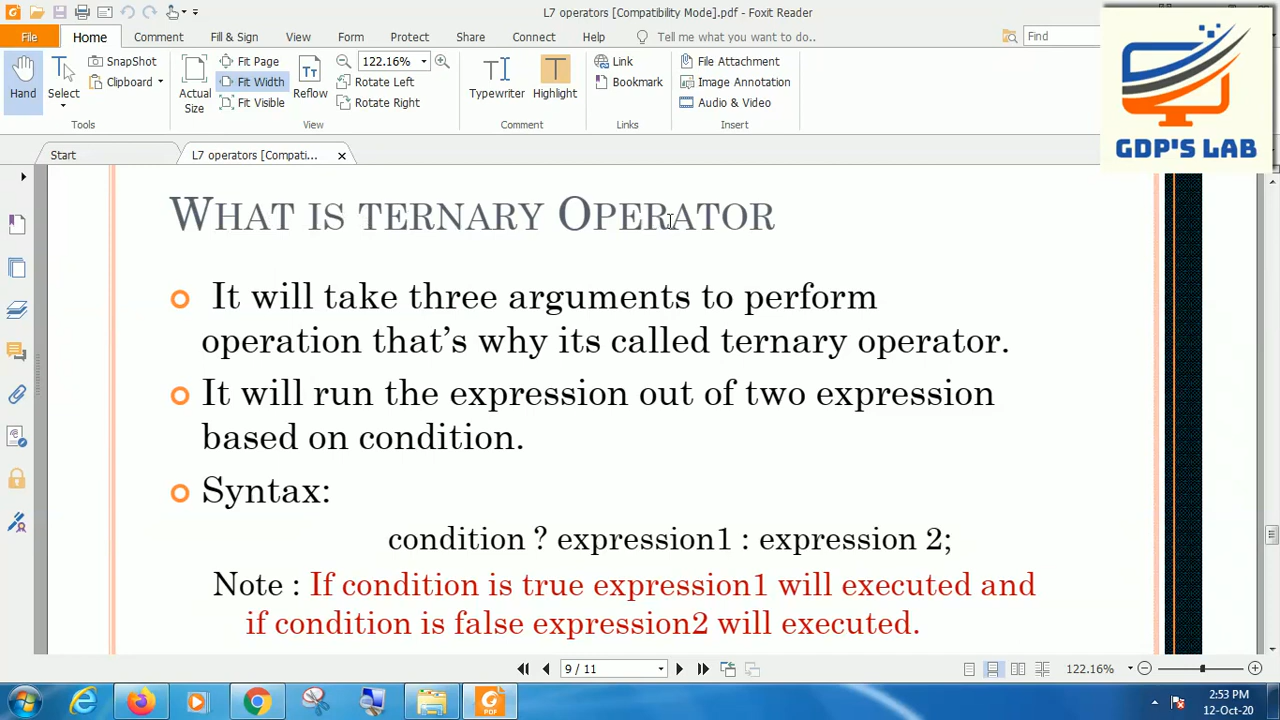 L7 operators [Compatibility Mode].pdf - Foxit Reader
File Home Comment Fill & Sign View Form Protect Share Connect Help Tell me what you want to do.. Find
Hand
Select
SnapShot
Clipboard
Actual Size
Fit Page
Fit Width
Fit Visible
Reflow
122.16%
Rotate Left
Rotate Right
Typewriter
Highlight
Link
Bookmark
File Attachment
Image Annotation
Audio & Video
Tools View Comment Links Insert
GDP'S LAB
Start L7 operators [Compati...
WHAT IS TERNARY OPERATOR
It will take three arguments to perform
operation that's why its called ternary operator.
It will run the expression out of two expression
based on condition.
Syntax:
condition ? expression1 : expression 2;
Note : If condition is true expression1 will executed and
if condition is false expression2 will executed.
9 / 11 122.16%
PDF
2:53 PM
12-Oct-20